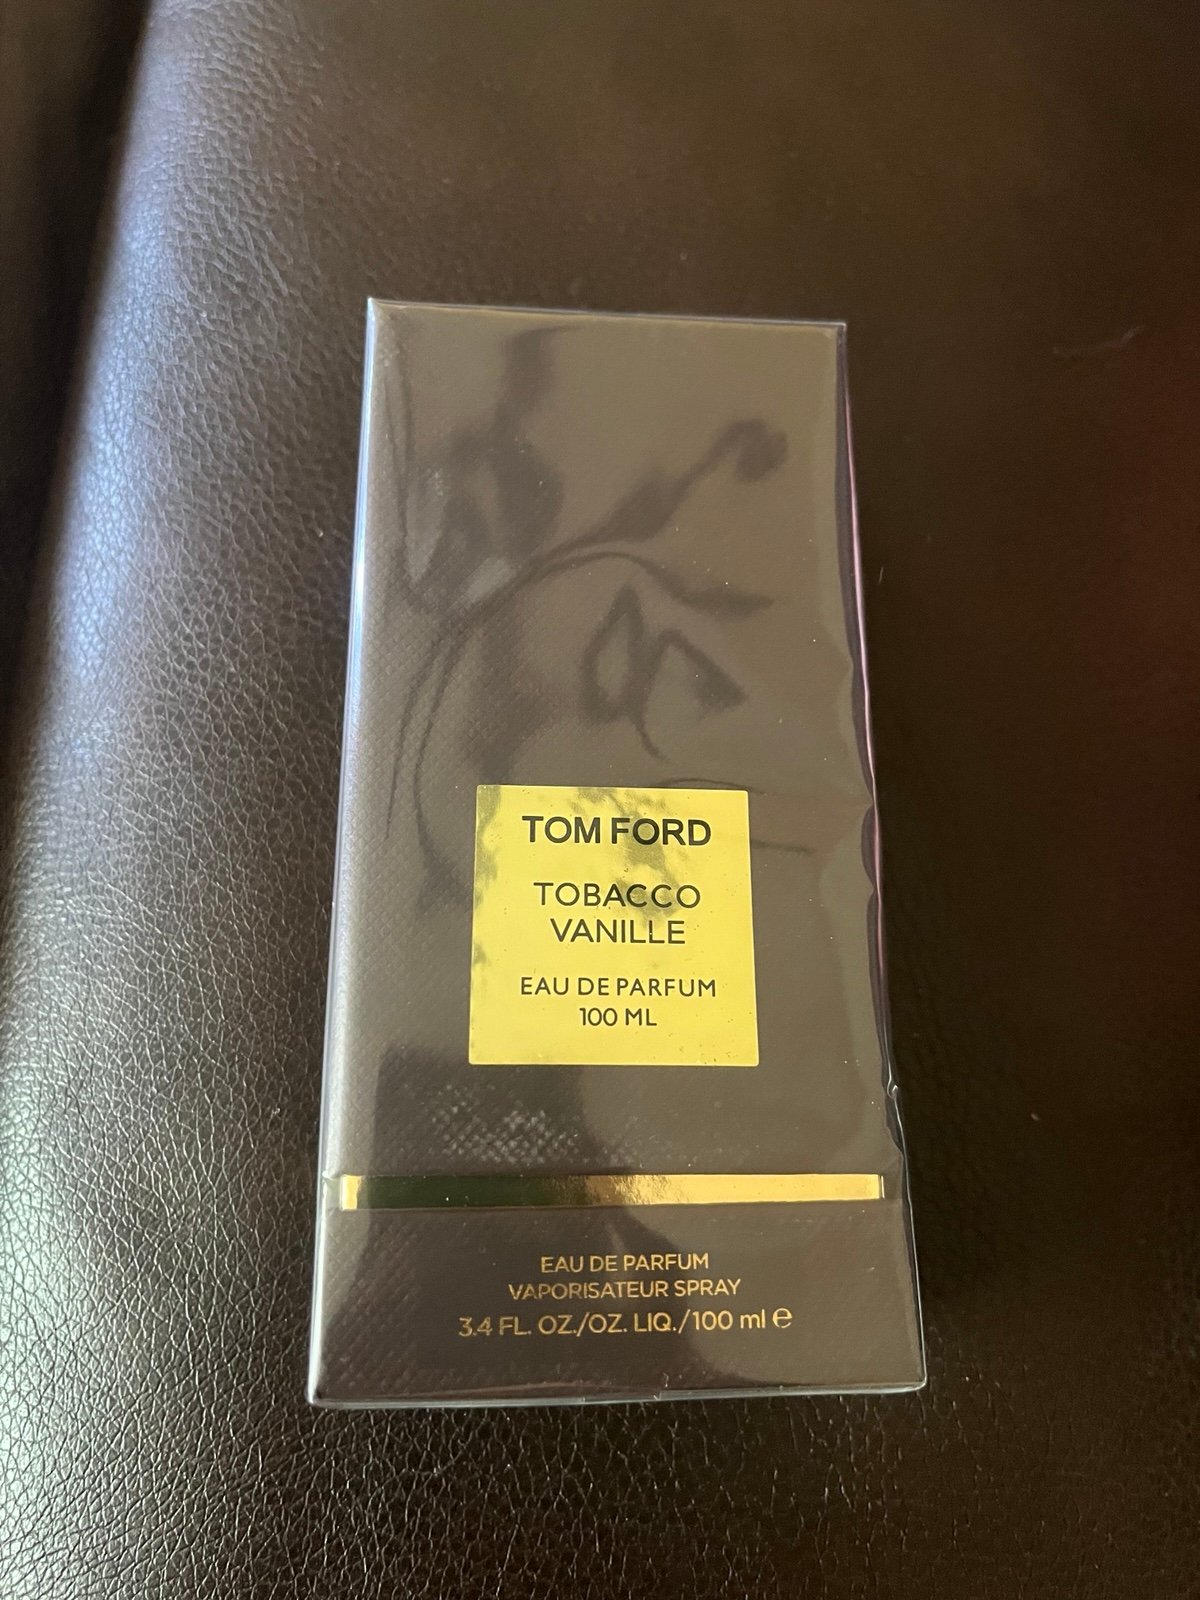 TOM FORD
TOBACCO
VANILLE
EAU DE PARFUM
100 ML
EAU DE PARFUM
VAPORISATEUR SPRAY
3.4 FL. OZ./OZ. LIQ./100 ml ℮